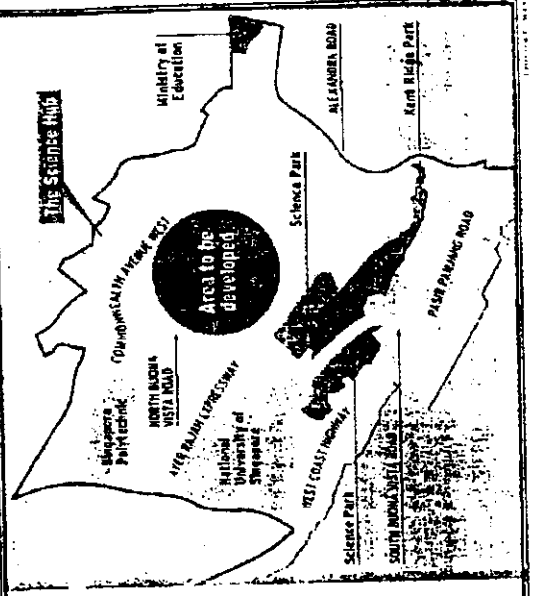 The Science Hub
Ministry of
Education
ALEXANDRA ROAD
Kent Ridge Park
COMMONWEALTH AVENUE WEST
Science Park
Area to be
developed
PASIR PANJANG ROAD
Singapore
Polytechnic
NORTH BUONA
VISTA ROAD
AYER RAJAH EXPRESSWAY
National
University of
Singapore
WEST COAST HIGHWAY
Science Park
SOUTH BUONA VISTA ROAD